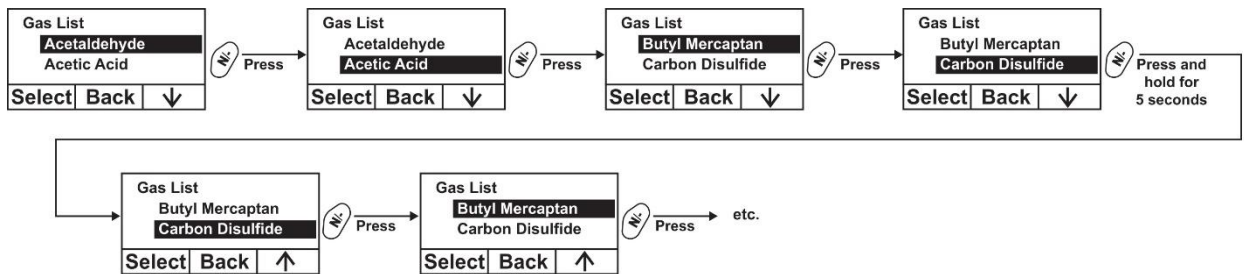 Gas List
Acetaldehyde
Acetic Acid
Select Back ↓
N/-
Press
Gas List
Acetaldehyde
Acetic Acid
Select Back ↓
N/-
Press
Gas List
Butyl Mercaptan
Carbon Disulfide
Select Back ↓
N/-
Press
Gas List
Butyl Mercaptan
Carbon Disulfide
Select Back ↓
N/-
Press and
hold for
5 seconds
Gas List
Butyl Mercaptan
Carbon Disulfide
Select Back ↑
N/-
Press
Gas List
Butyl Mercaptan
Carbon Disulfide
Select Back ↑
N/-
Press
etc.